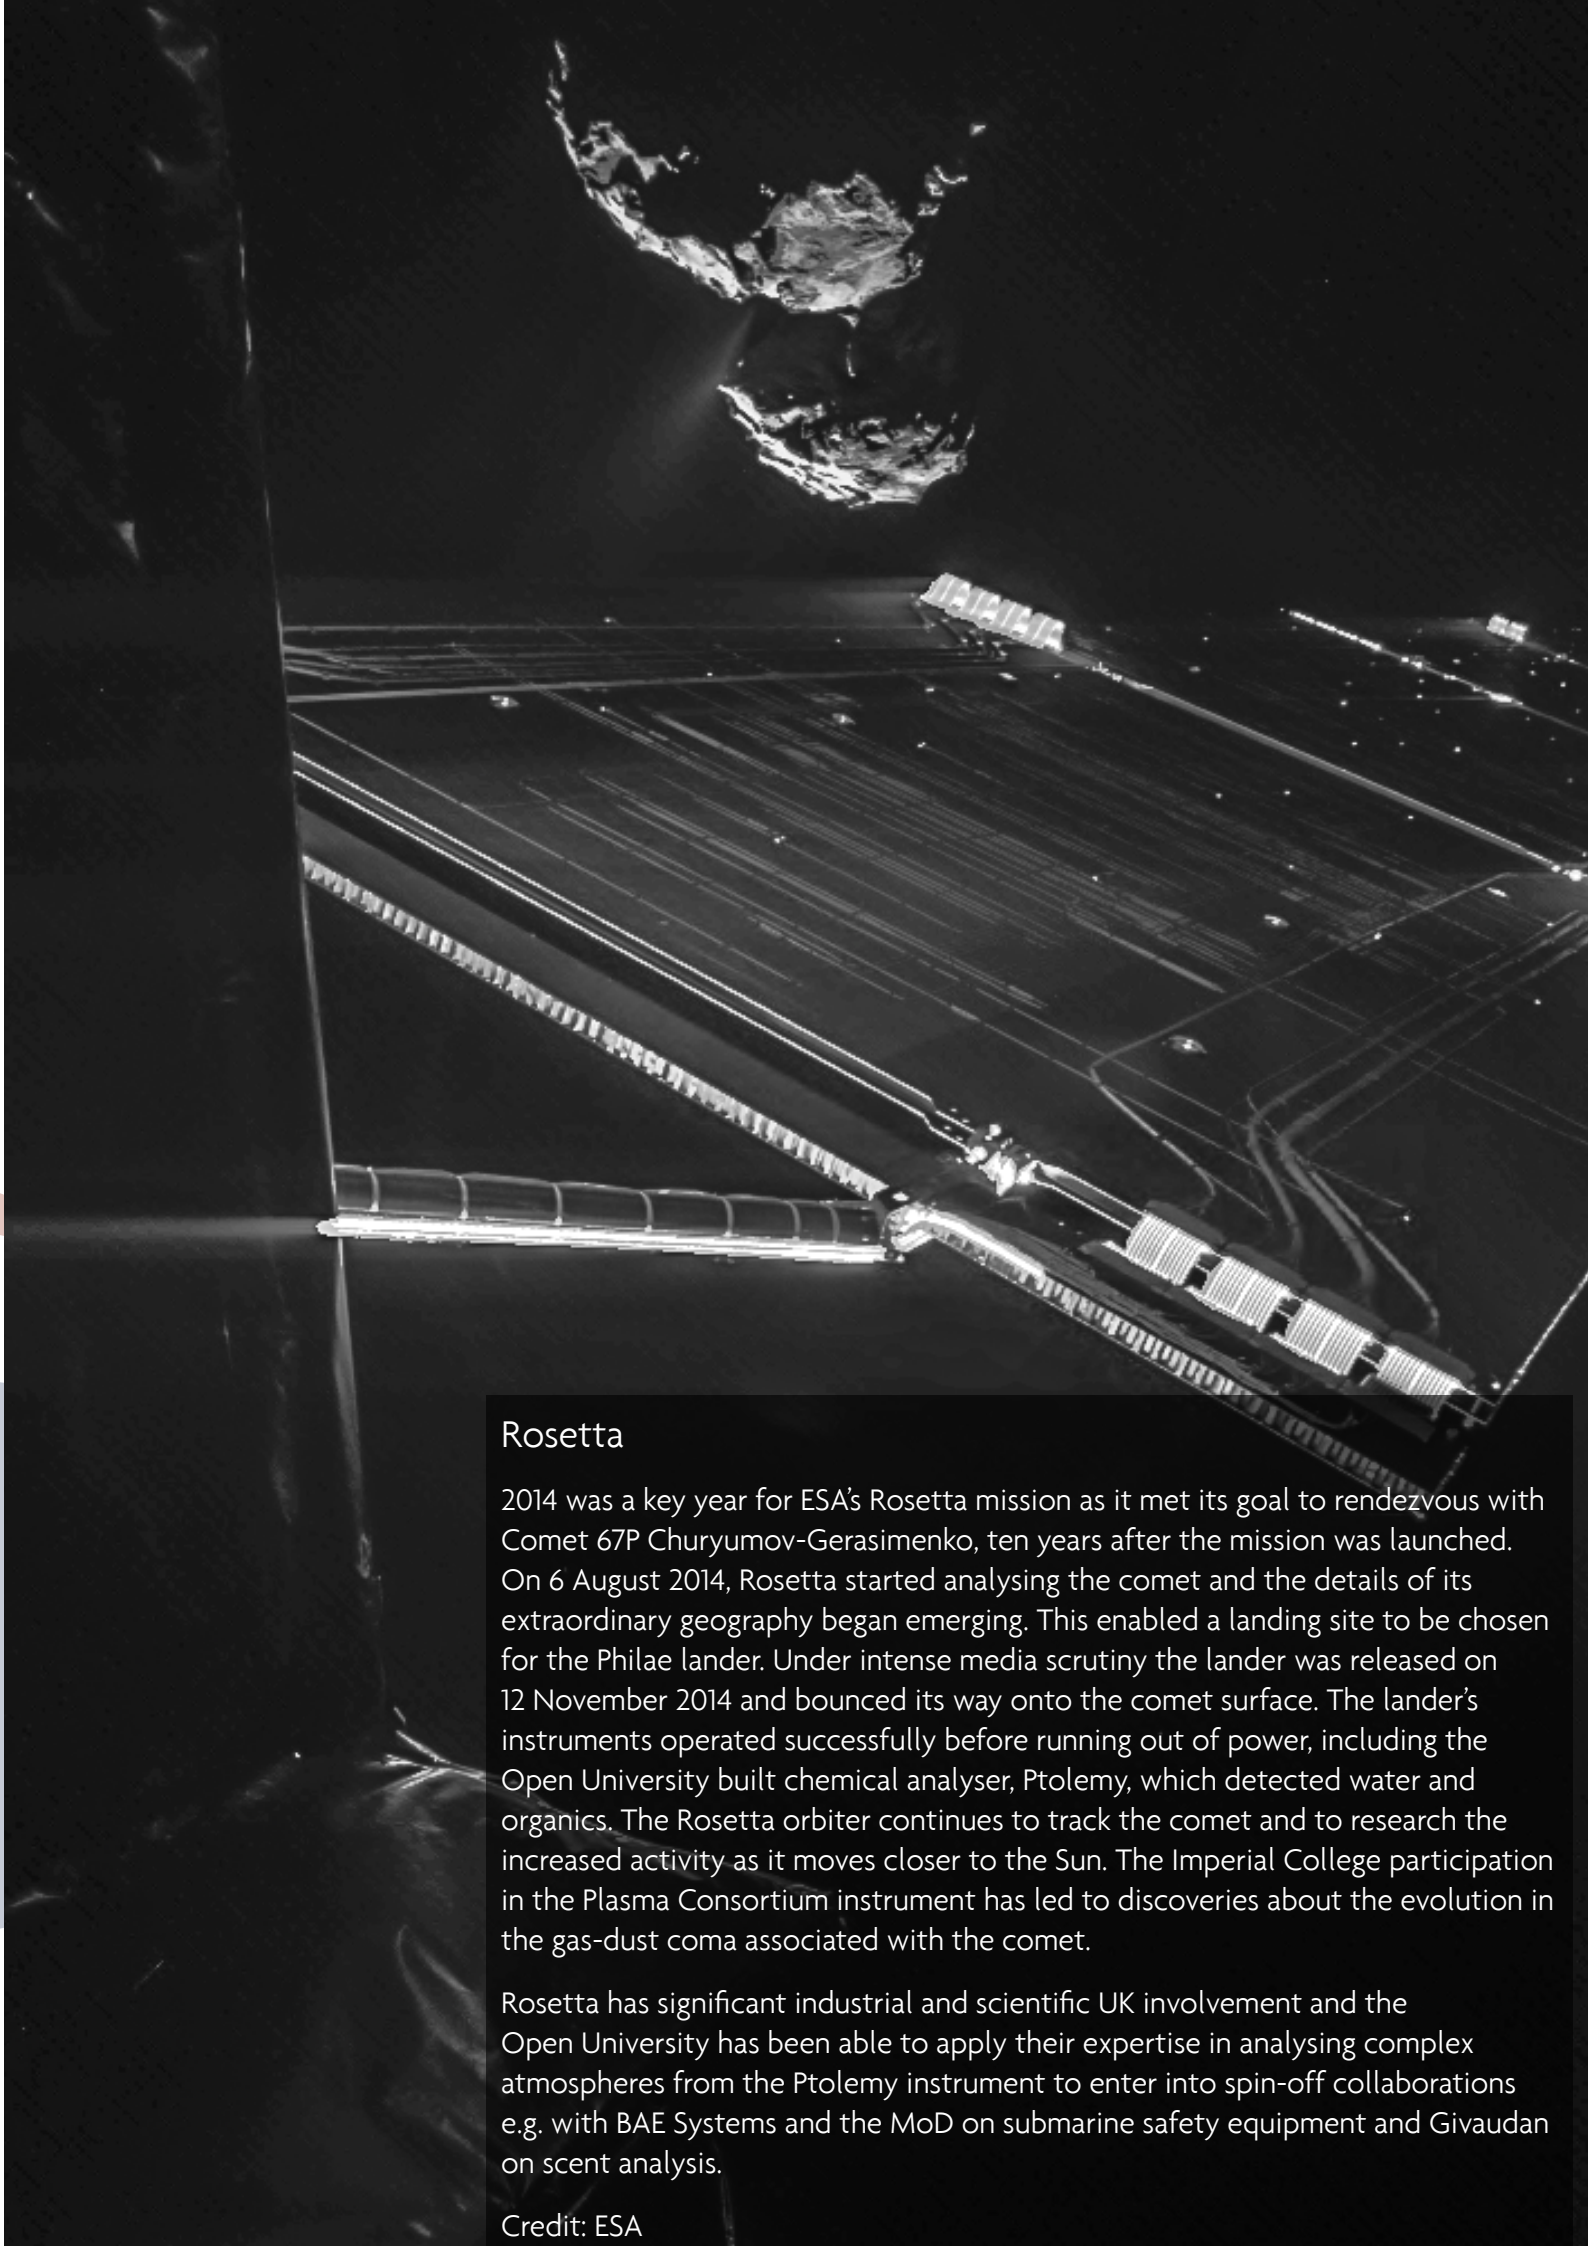 Rosetta
2014 was a key year for ESA's Rosetta mission as it met its goal to rendezvous with
Comet 67P Churyumov-Gerasimenko, ten years after the mission was launched.
On 6 August 2014, Rosetta started analysing the comet and the details of its
extraordinary geography began emerging. This enabled a landing site to be chosen
for the Philae lander. Under intense media scrutiny the lander was released on
12 November 2014 and bounced its way onto the comet surface. The lander's
instruments operated successfully before running out of power, including the
Open University built chemical analyser, Ptolemy, which detected water and
organics. The Rosetta orbiter continues to track the comet and to research the
increased activity as it moves closer to the Sun. The Imperial College participation
in the Plasma Consortium instrument has led to discoveries about the evolution in
the gas-dust coma associated with the comet.
Rosetta has significant industrial and scientific UK involvement and the
Open University has been able to apply their expertise in analysing complex
atmospheres from the Ptolemy instrument to enter into spin-off collaborations
e.g. with BAE Systems and the MoD on submarine safety equipment and Givaudan
on scent analysis.
Credit: ESA